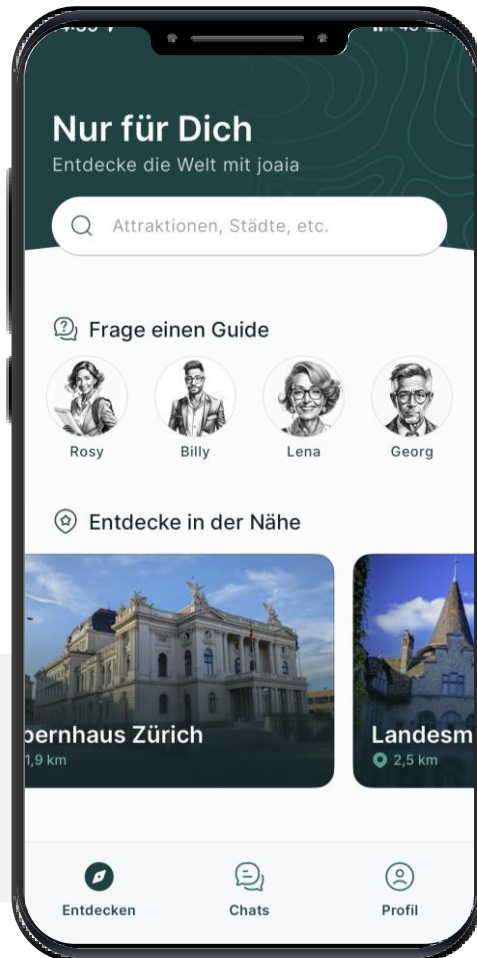 Nur für Dich
Entdecke die Welt mit joaia
Attraktionen, Städte, etc.
Frage einen Guide
Rosy
Billy
Lena
Georg
Entdecke in der Nähe
pernhaus Zürich
1,9 km
Landesm
2,5 km
Entdecken
Chats
Profil